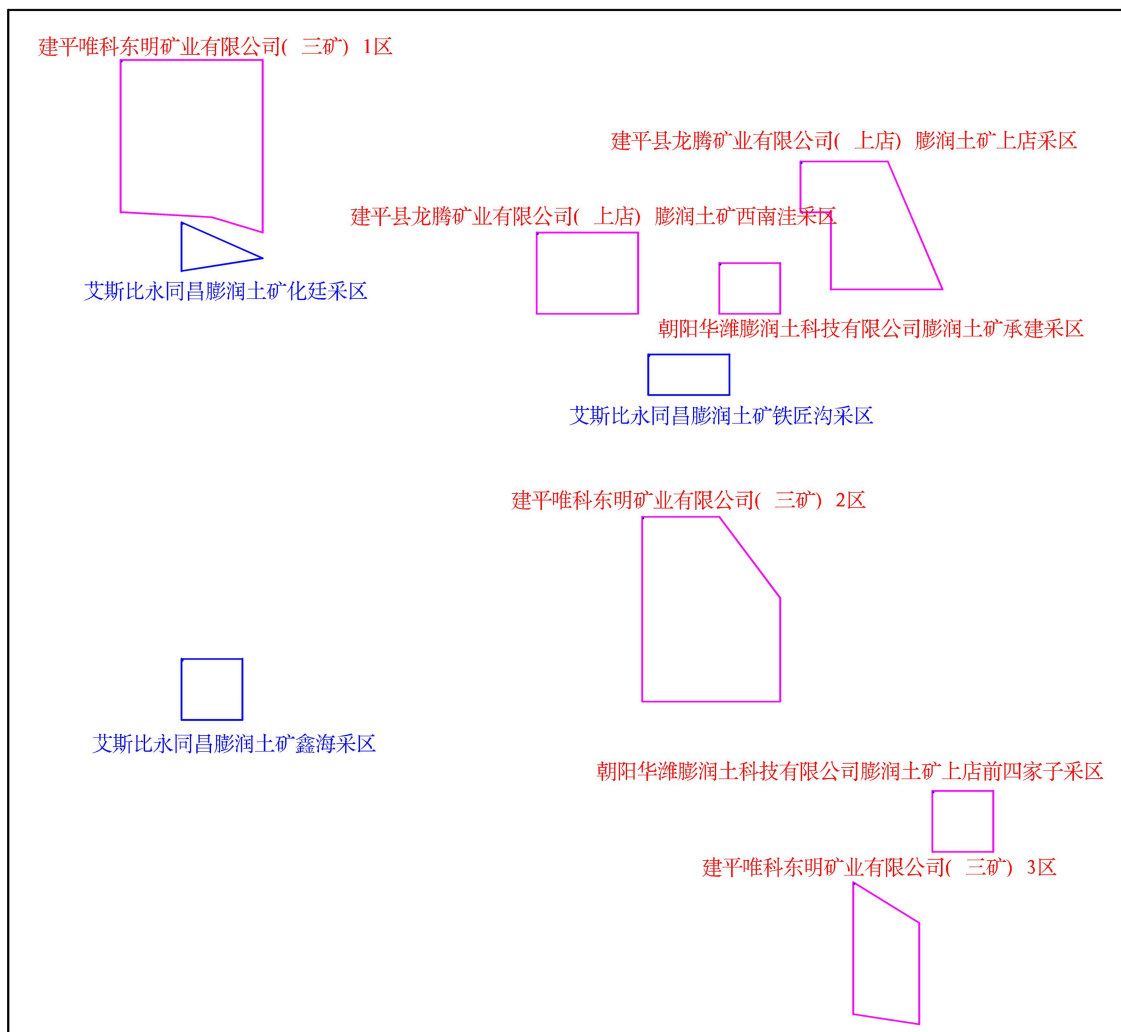 建平唯科东明矿业有限公司( 三矿) 1区
建平县龙腾矿业有限公司( 上店) 膨润土矿上店采区
建平县龙腾矿业有限公司( 上店) 膨润土矿西南洼采区
艾斯比永同昌膨润土矿化廷采区
朝阳华潍膨润土科技有限公司膨润土矿承建采区
艾斯比永同昌膨润土矿铁匠沟采区
建平唯科东明矿业有限公司( 三矿) 2区
艾斯比永同昌膨润土矿鑫海采区
朝阳华潍膨润土科技有限公司膨润土矿上店前四家子采区
建平唯科东明矿业有限公司( 三矿) 3区